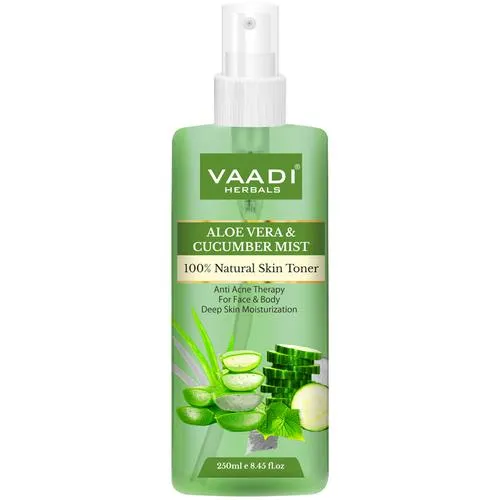 VAADI®
HERBALS
ALOE VERA &
CUCUMBER MIST
100% Natural Skin Toner
Anti Acne Therapy
For Face & Body
Deep Skin Moisturization
250ml e 8.45 fl.oz